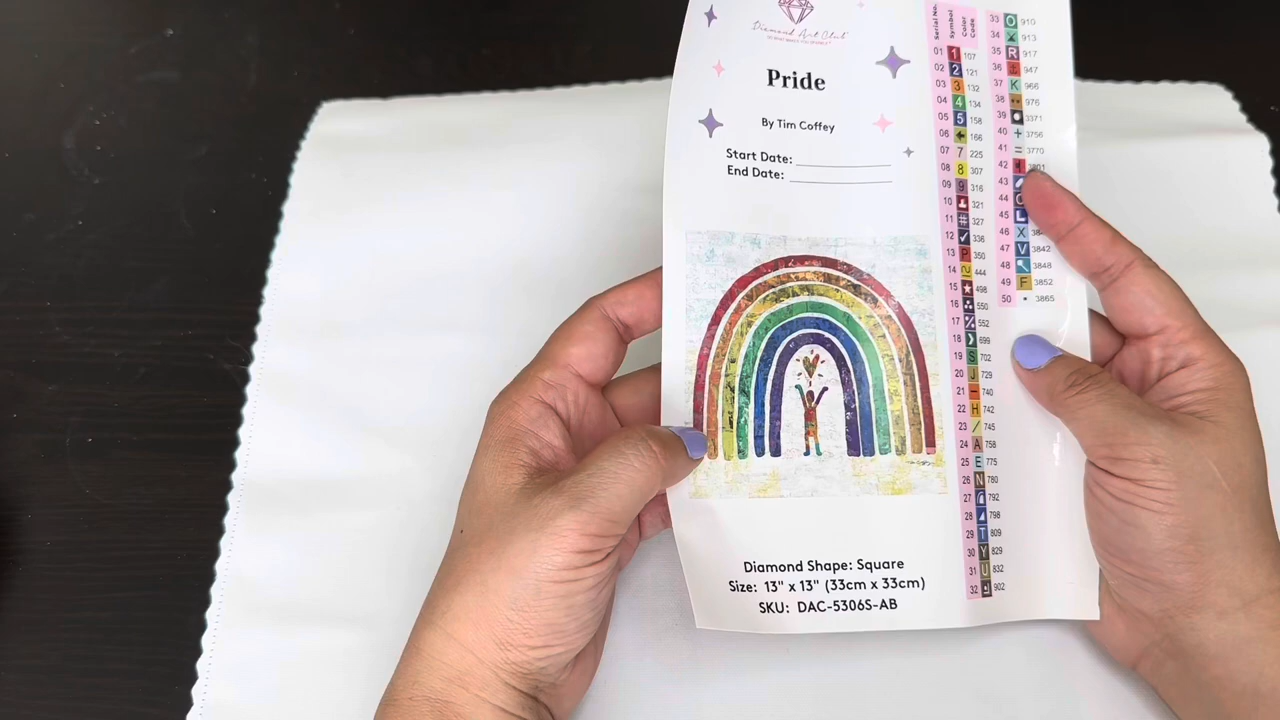 Diamond Art Club
Pride
By Tim Coffey
Start Date:
End Date:
Diamond Shape: Square
Size: 13" x 13" (33cm x 33cm)
SKU: DAC-5306S-AB
Serial No. Symbol Color Code
01 1 107
02 2 121
03 3 132
04 4 134
05 5 158
06 166
07 7 225
08 8 307
09 9 316
10 321
11 # 327
12 ✓ 336
13 P 350
14 444
15 ★ 498
16 550
17 552
18 699
19 S 702
20 J 729
21 740
22 H 742
23 / 745
24 A 758
25 E 775
26 N 780
27 792
28 798
29 T 809
30 Y 829
31 U 832
32 902
33 O 910
34 913
35 R 917
36 947
37 K 966
38 976
39 3371
40 + 3756
41 = 3770
42 3801
43
44
45 L
46 X
47 V 3842
48 3848
49 F 3852
50 3865